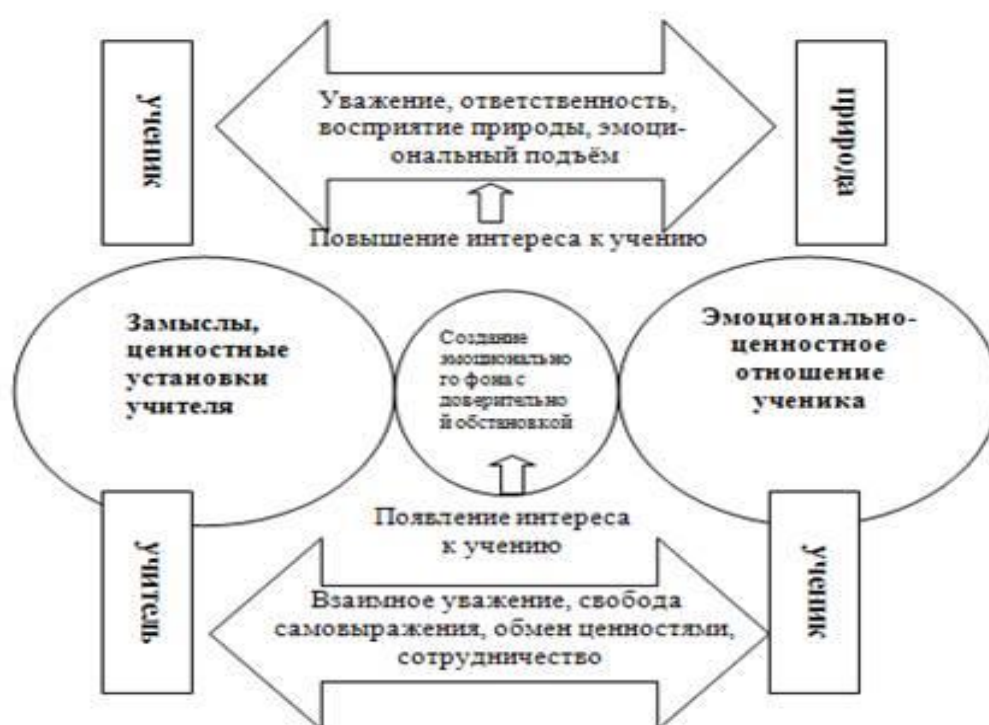 ученик
Уважение, ответственность,
восприятие природы, эмоци-
ональный подъём
природа
Повышение интереса к учению
Замыслы,
ценностные
установки
учителя
Создание
эмоционально
го фона с
доверительно
й обстановкой
Эмоционально-
ценностное
отношение
ученика
Появление интереса
к учению
учитель
Взаимное уважение, свобода
самовыражения, обмен ценностями,
сотрудничество
ученик